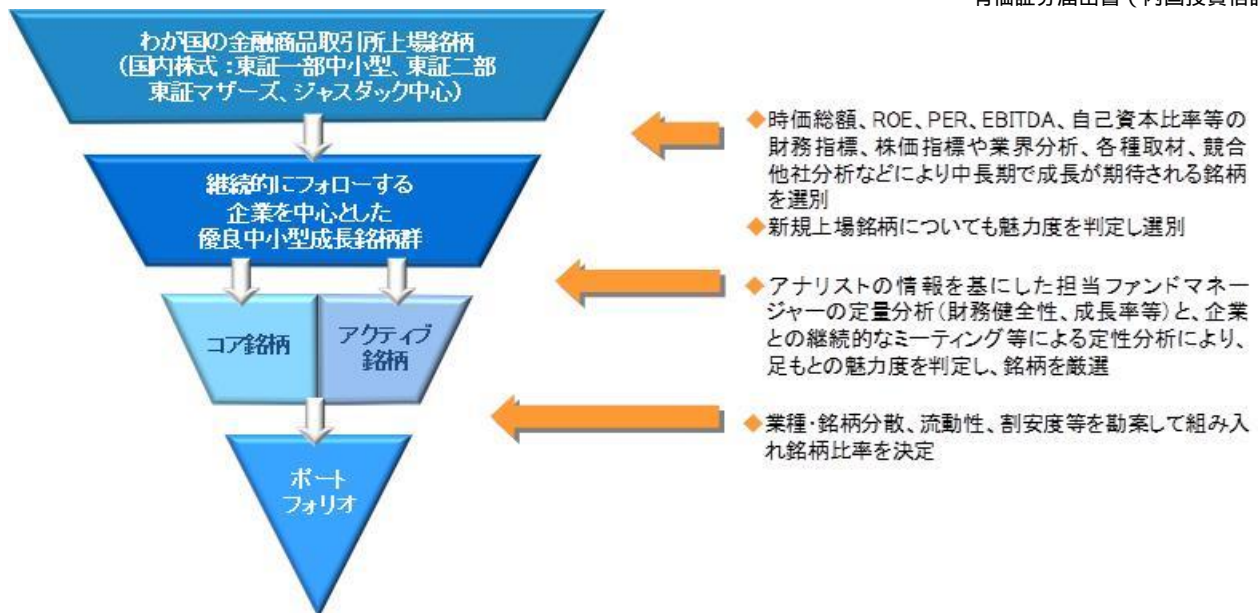 有価証券届出書（内国投資信託
わが国の金融商品取引所上場銘柄
（国内株式：東証一部中小型、東証二部
東証マザーズ、ジャスダック中心）
◆時価総額、ROE、PER、EBITDA、自己資本比率等の
財務指標、株価指標や業界分析、各種取材、競合
他社分析などにより中長期で成長が期待される銘柄
を選別
◆新規上場銘柄についても魅力度を判定し選別
継続的にフォローする
企業を中心とした
優良中小型成長銘柄群
◆アナリストの情報を基にした担当ファンドマネー
ジャーの定量分析（財務健全性、成長率等）と、企業
との継続的なミーティング等による定性分析により、
足もとの魅力度を判定し、銘柄を厳選
コア銘柄
アクティブ
銘柄
◆業種・銘柄分散、流動性、割安度等を勘案して組み入
れ銘柄比率を決定
ポート
フォリオ